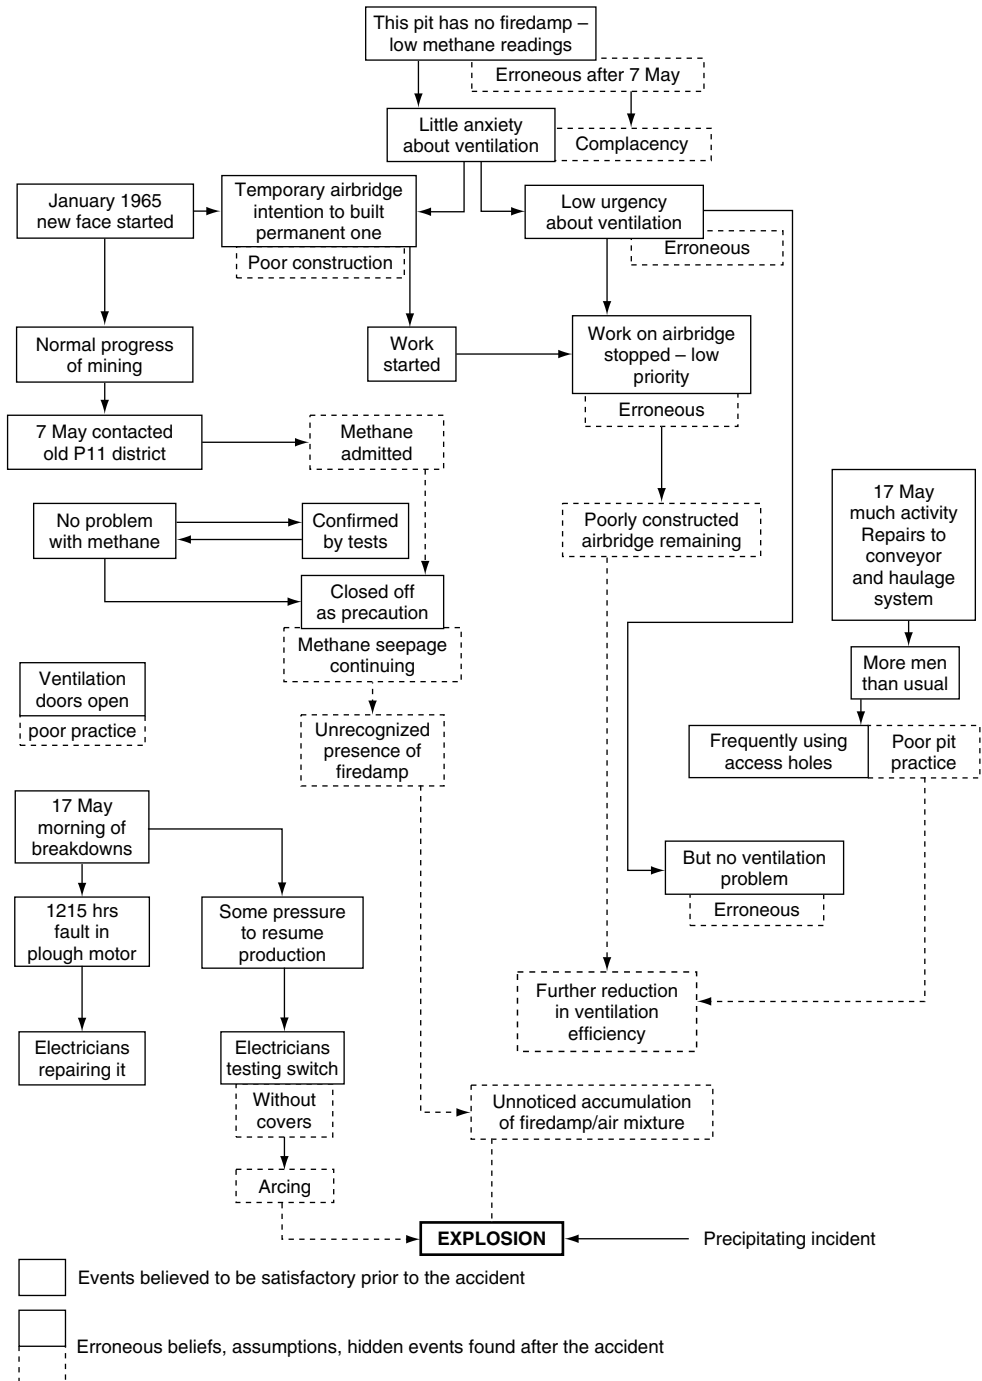 This pit has no firedamp –
low methane readings
Erroneous after 7 May
Little anxiety
about ventilation
Complacency
January 1965
new face started
Temporary airbridge
intention to built
permanent one
Poor construction
Low urgency
about ventilation
Erroneous
Normal progress
of mining
Work
started
Work on airbridge
stopped – low
priority
Erroneous
7 May contacted
old P11 district
Methane
admitted
No problem
with methane
Confirmed
by tests
Poorly constructed
airbridge remaining
17 May
much activity
Repairs to
conveyor
and haulage
system
Closed off
as precaution
Methane seepage
continuing
More men
than usual
Ventilation
doors open
poor practice
Unrecognized
presence of
firedamp
Frequently using
access holes
Poor pit
practice
17 May
morning of
breakdowns
But no ventilation
problem
Erroneous
1215 hrs
fault in
plough motor
Some pressure
to resume
production
Further reduction
in ventilation
efficiency
Electricians
repairing it
Electricians
testing switch
Without
covers
Unnoticed accumulation
of firedamp/air mixture
Arcing
EXPLOSION
Precipitating incident
Events believed to be satisfactory prior to the accident
Erroneous beliefs, assumptions, hidden events found after the accident